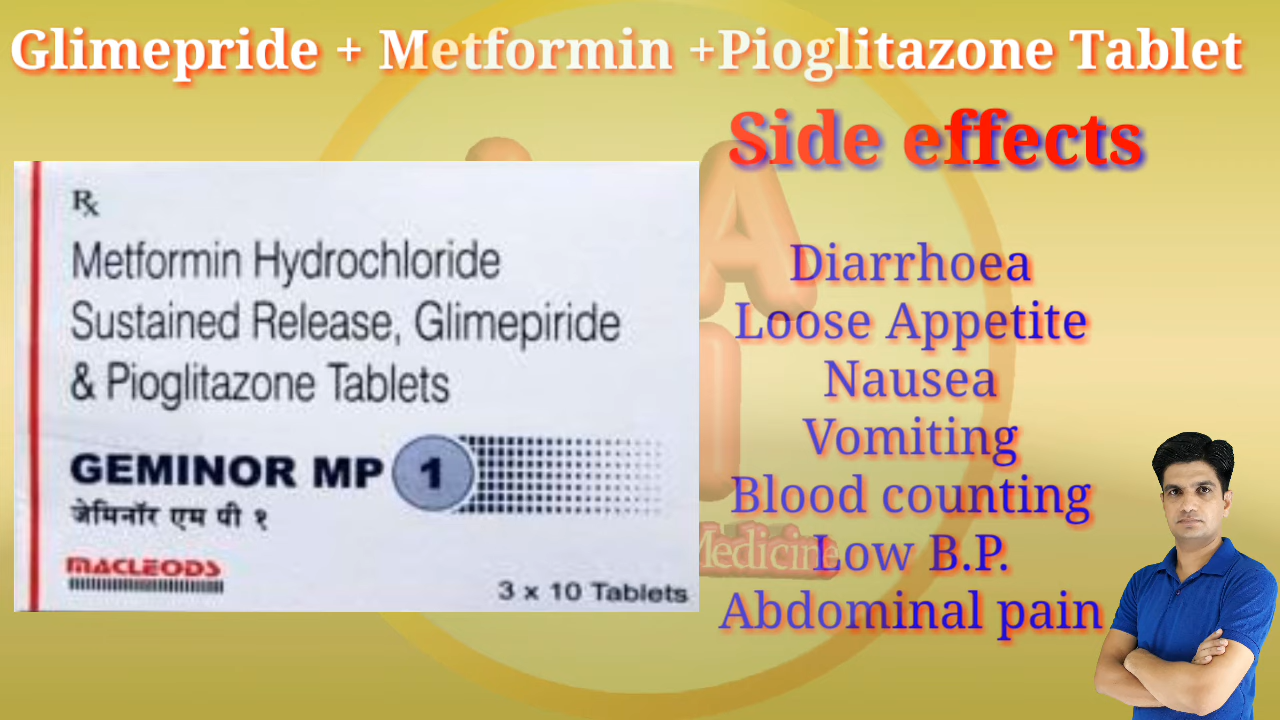 Glimepride + Metformin +Pioglitazone Tablet
Side effects
Rx
Metformin Hydrochloride
Sustained Release, Glimepiride
& Pioglitazone Tablets
GEMINOR MP 1
जेमिनॉर एम पी १
MACLEODS
3 x 10 Tablets
Diarrhoea
Loose Appetite
Nausea
Vomiting
Blood counting
Low B.P.
Abdominal pain
Medicine